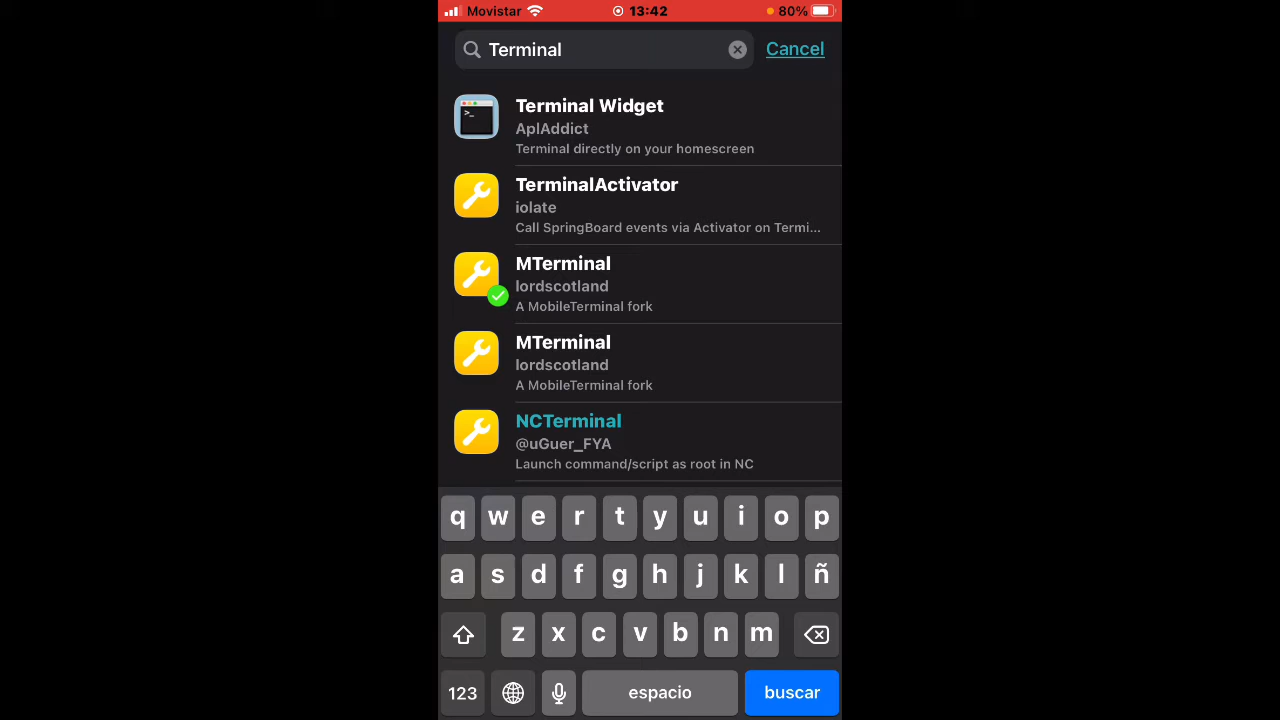 Movistar 13:42 80%
Terminal Cancel
>_
Terminal Widget
AplAddict
Terminal directly on your homescreen
TerminalActivator
iolate
Call SpringBoard events via Activator on Termi...
MTerminal
lordscotland
A MobileTerminal fork
MTerminal
lordscotland
A MobileTerminal fork
NCTerminal
@uGuer_FYA
Launch command/script as root in NC
q w e r t y u i o p
a s d f g h j k l ñ
z x c v b n m
123 espacio buscar